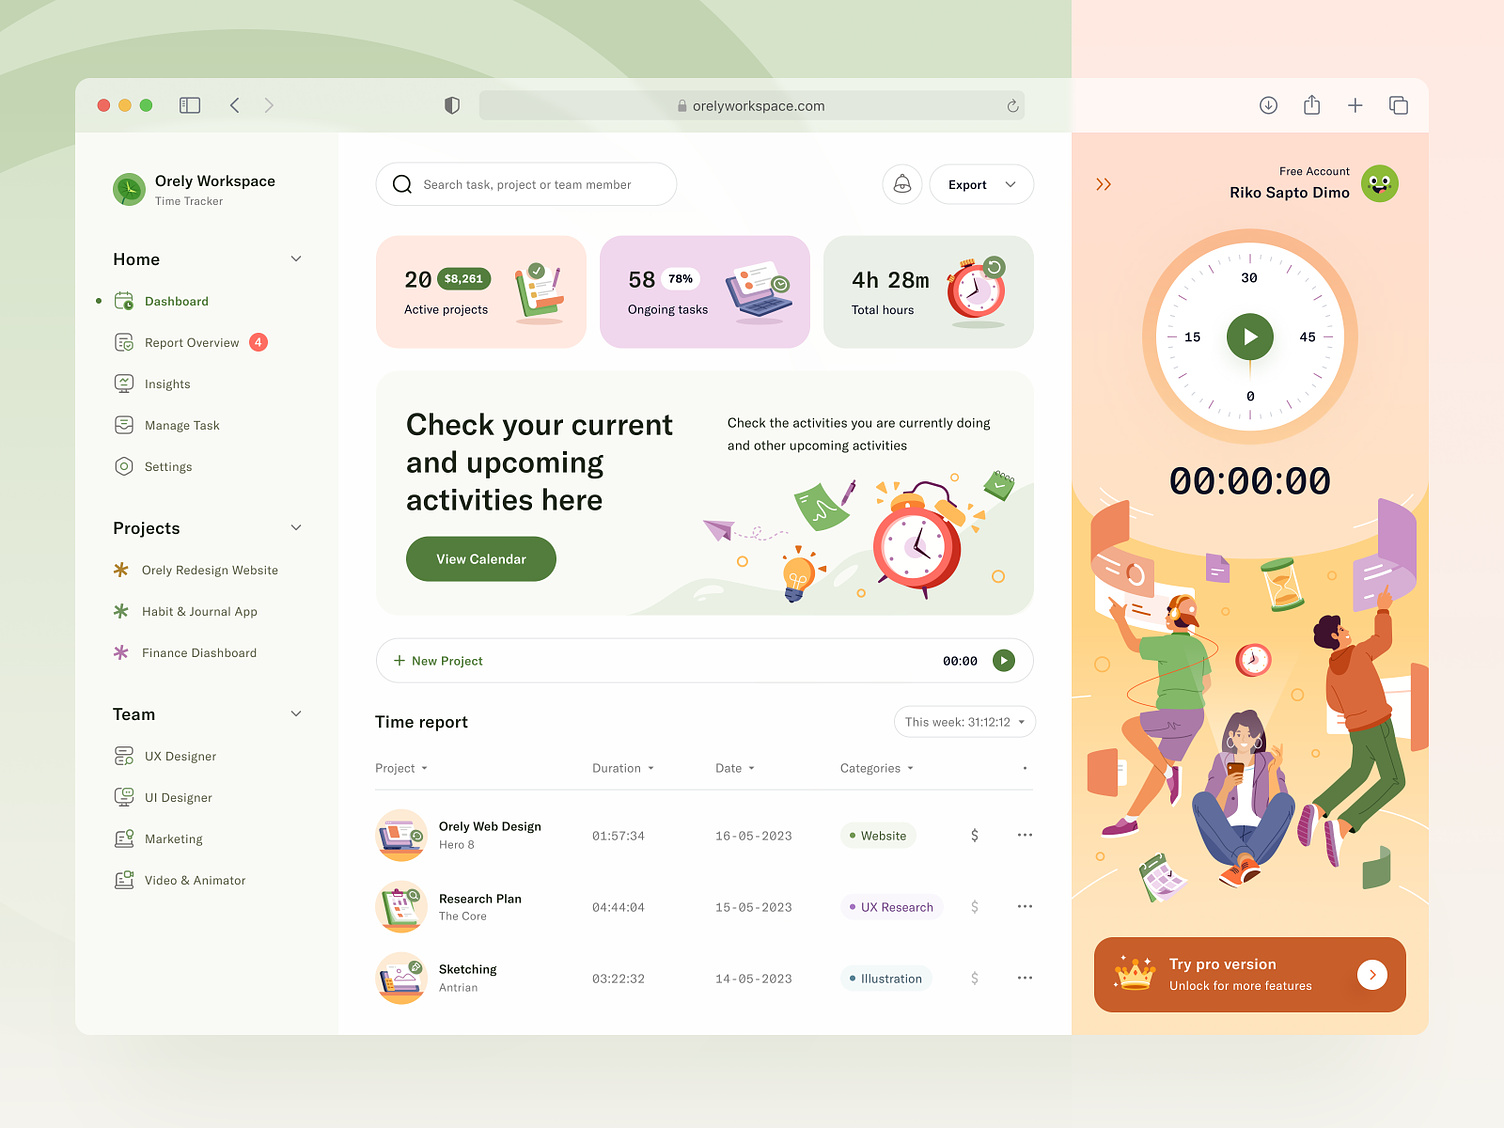 orelyworkspace.com
Orely Workspace
Time Tracker
Home
Dashboard
Report Overview 4
Insights
Manage Task
Settings
Projects
Orely Redesign Website
Habit & Journal App
Finance Diashboard
Team
UX Designer
UI Designer
Marketing
Video & Animator
Search task, project or team member
Export
20 $8,261
Active projects
58 78%
Ongoing tasks
4h 28m
Total hours
Check your current
and upcoming
activities here
Check the activities you are currently doing
and other upcoming activities
View Calendar
+ New Project
00:00
Time report
This week: 31:12:12
Project Duration Date Categories
Orely Web Design
Hero 8
01:57:34 16-05-2023 Website $
Research Plan
The Core
04:44:04 15-05-2023 UX Research $
Sketching
Antrian
03:22:32 14-05-2023 Illustration $
Free Account
Riko Sapto Dimo
30
15 45
0
00:00:00
Try pro version
Unlock for more features